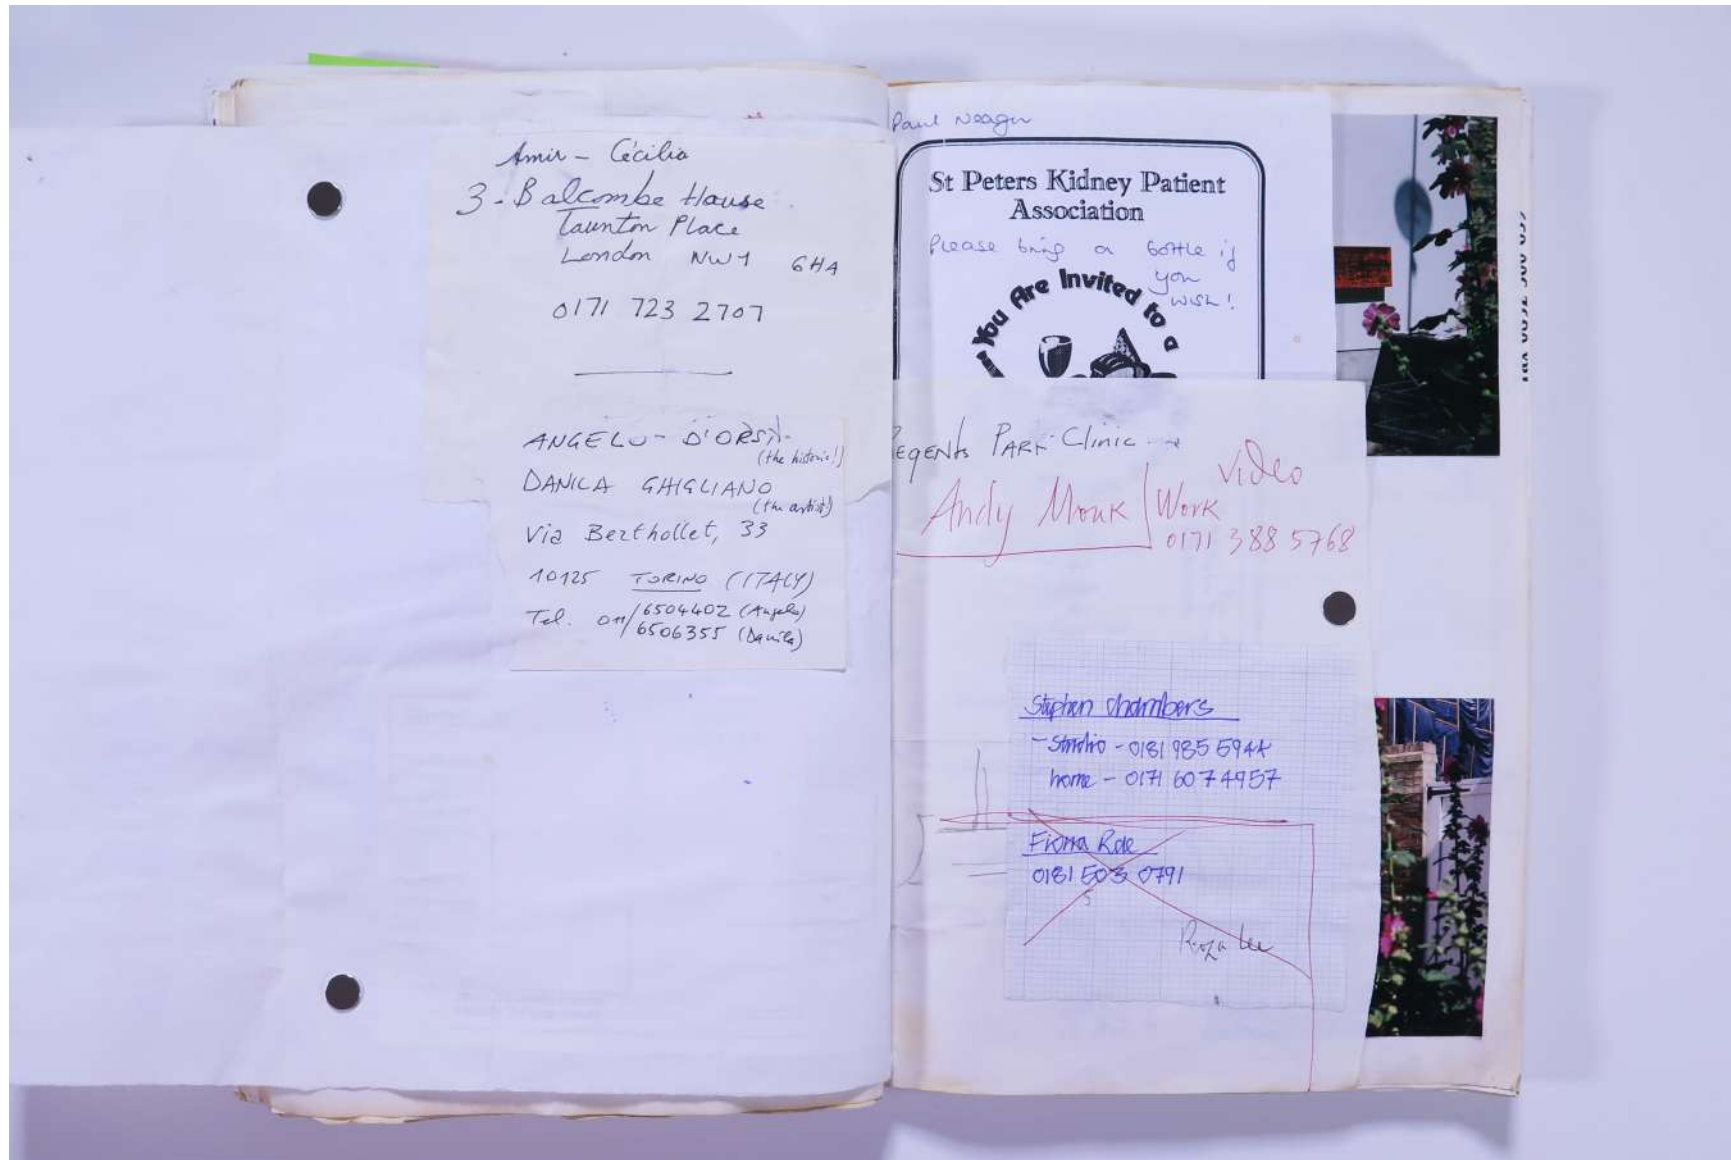 Amir - Cécilia
3 - Balcombe House
Taunton Place
London NW1 6HA
0171 723 2707
ANGELO - D'ORSI -
(the historic!)
DANILA GHIGLIANO
(the artist)
Via Berthollet, 33
10125 TORINO (ITALY)
Tel. 011/6504402 (Angelo)
6506355 (Danila)
Paul Neagu
St Peters Kidney Patient
Association
Please bring a bottle if
you
wish!
You Are Invited to a
Regents Park Clinic
Video
Andy Monk Work
0171 388 5768
Stephen Chambers
- Studio - 0181 985 5944
home - 0171 607 4957
Fiona Rae
0181 503 0791